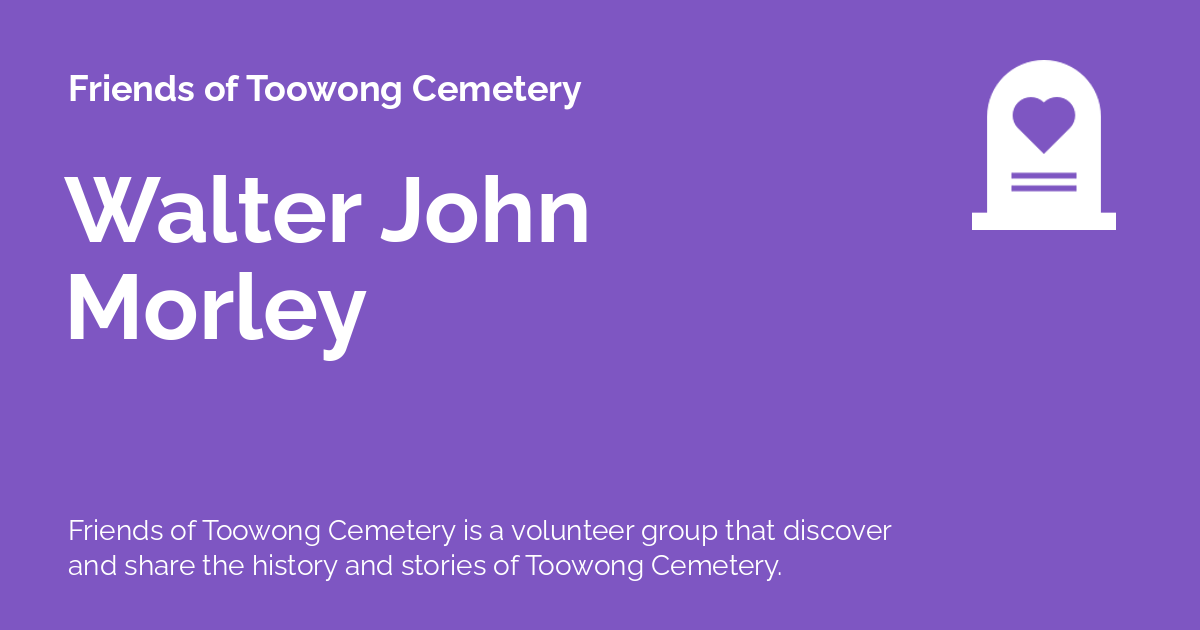 Friends of Toowong Cemetery
Walter John
Morley
Friends of Toowong Cemetery is a volunteer group that discover
and share the history and stories of Toowong Cemetery.